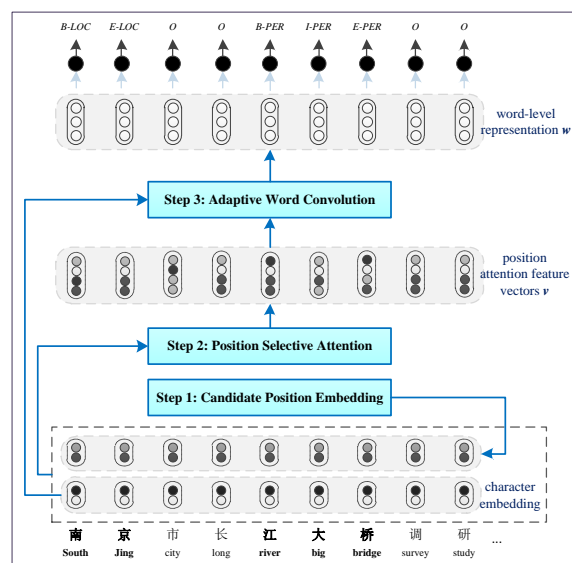 B-LOC E-LOC O O B-PER I-PER E-PER O O
word-level
representation w
Step 3: Adaptive Word Convolution
position
attention feature
vectors v
Step 2: Position Selective Attention
Step 1: Candidate Position Embedding
character
embedding
南 京 市 长 江 大 桥 调 研
South Jing city long river big bridge survey study ...